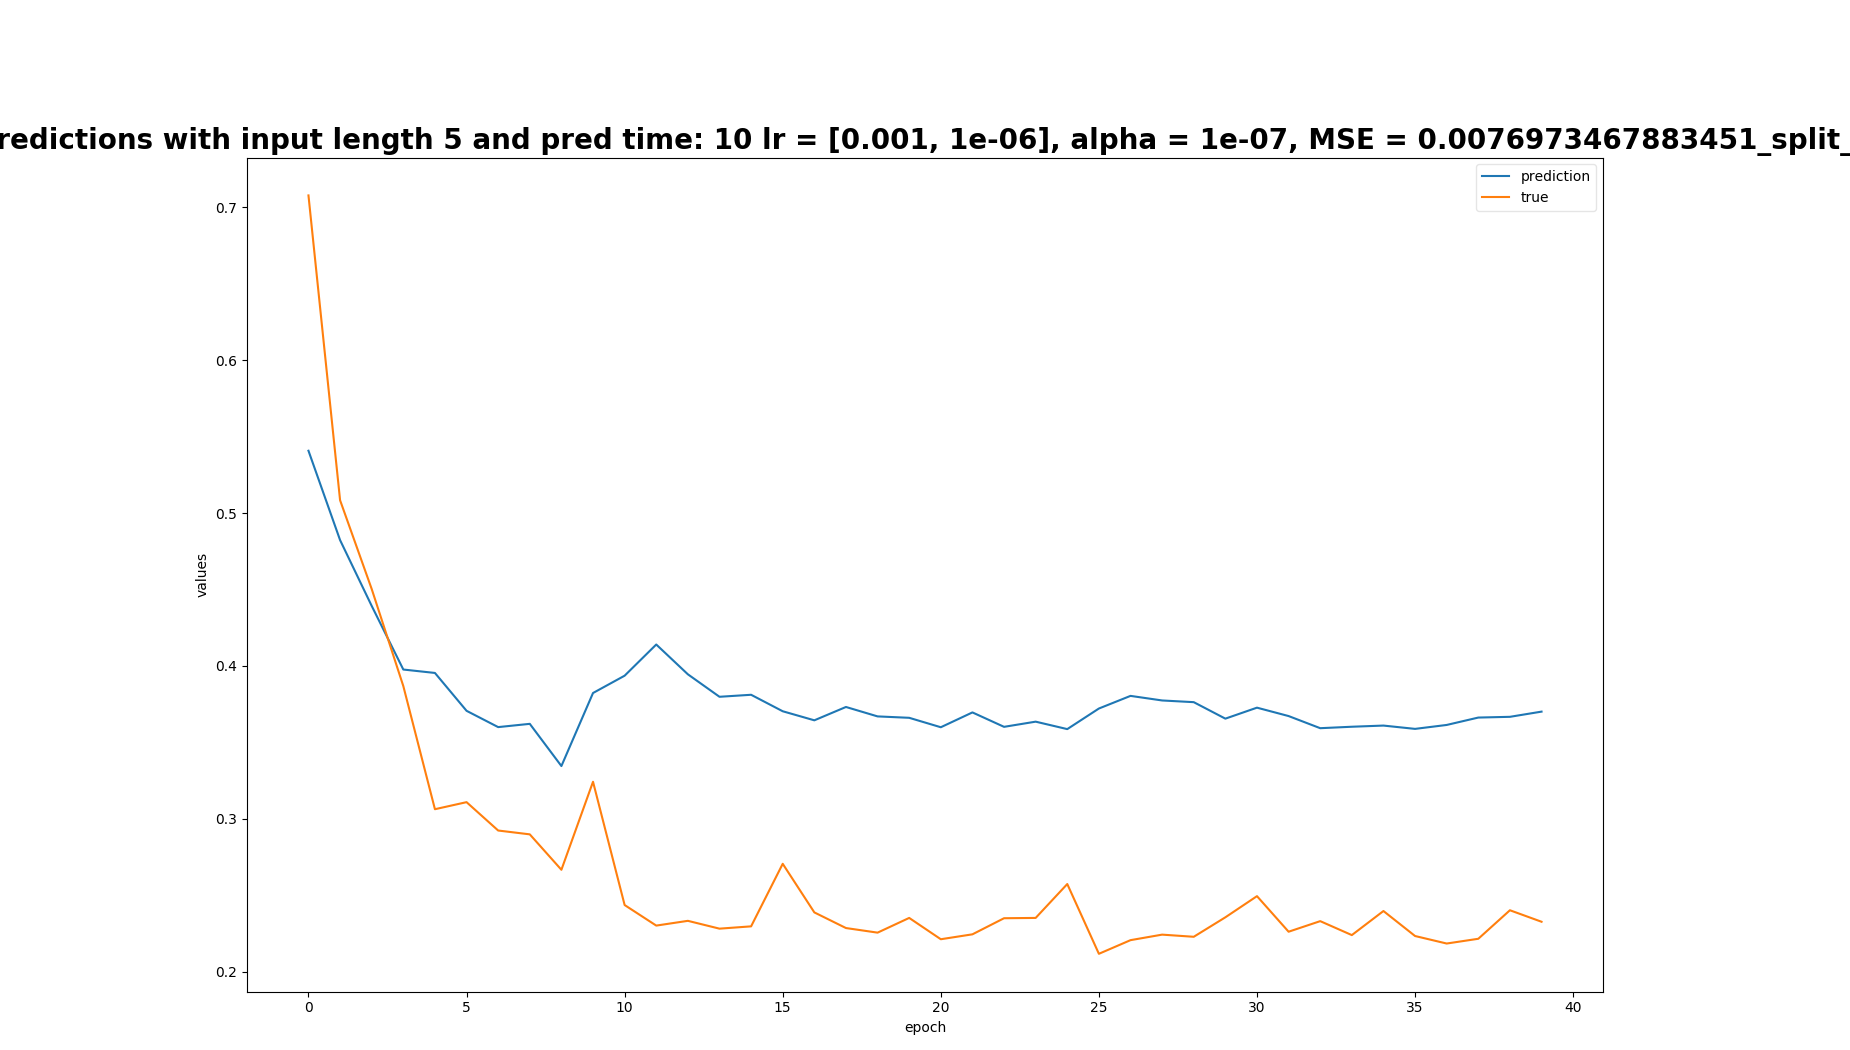 redictions with input length 5 and pred time: 10 lr = [0.001, 1e-06], alpha = 1e-07, MSE = 0.0076973467883451_split_
prediction
true
0.7
0.6
0.5
0.4
0.3
0.2
values
0 5 10 15 20 25 30 35 40
epoch